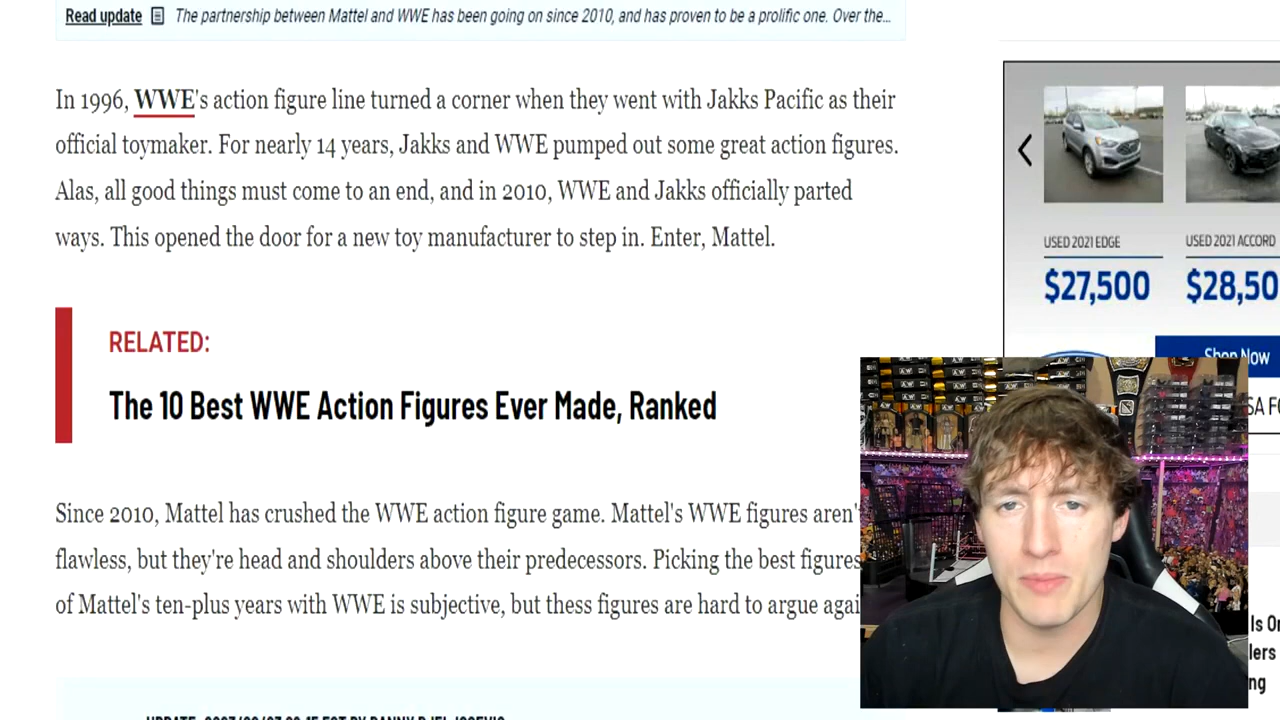 Read update The partnership between Mattel and WWE has been going on since 2010, and has proven to be a prolific one. Over the...
In 1996, WWE's action figure line turned a corner when they went with Jakks Pacific as their
official toymaker. For nearly 14 years, Jakks and WWE pumped out some great action figures.
Alas, all good things must come to an end, and in 2010, WWE and Jakks officially parted
ways. This opened the door for a new toy manufacturer to step in. Enter, Mattel.
RELATED:
The 10 Best WWE Action Figures Ever Made, Ranked
Since 2010, Mattel has crushed the WWE action figure game. Mattel's WWE figures aren'
flawless, but they're head and shoulders above their predecessors. Picking the best figures
of Mattel's ten-plus years with WWE is subjective, but thess figures are hard to argue agai
USED 2021 EDGE
$27,500
USED 2021 ACCORD
$28,50
Shop Now
SA FO
Is Or
lers
ng